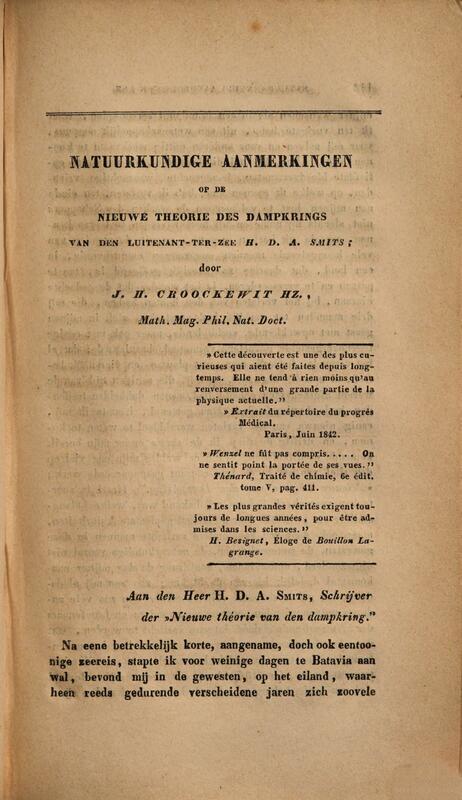 NATUURKUNDIGE AANMERKINGEN
OP DE
NIEUWE THEORIE DES DAMPKRINGS
VAN DEN LUITENANT-TER-ZEE H. D. A. SMITS;
door
J. H. CROOCKEWIT HZ.,
Math. Mag. Phil. Nat. Doct.
» Cette découverte est une des plus cu-
rieuses qui aient été faites depuis long-
temps. Elle ne tend à rien moins qu'au
renversement d'une grande partie de la
physique actuelle."
» Extrait du répertoire du progrés
Médical.
Paris, Juin 1842.
» Wenzel ne fût pas compris..... On
ne sentit point la portée de ses vues."
Thénard, Traité de chimie, 6e édit.
tome V, pag. 411.
» Les plus grandes vérités exigent tou-
jours de longues années, pour être ad-
mises dans les sciences."
H. Bezignet, Éloge de Bouillon La-
grange.
Aan den Heer H. D. A. SMITS, Schrijver
der »Nieuwe théorie van den dampkring."
Na eene betrekkelijk korte, aangename, doch ook eentoo-
nige zeereis, stapte ik voor weinige dagen te Batavia aan
wal, bevond mij in de gewesten, op het eiland, waar-
heen reeds gedurende verscheidene jaren zich zoovele